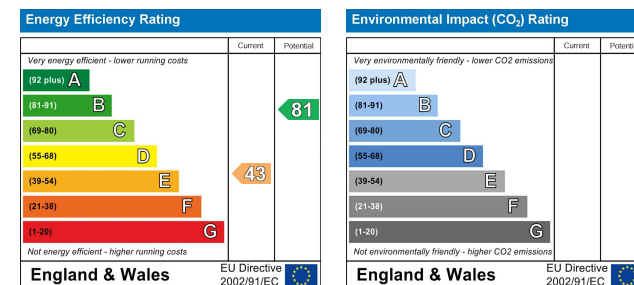 Energy Efficiency Rating
Current Potential
Very energy efficient - lower running costs
(92 plus) A
(81-91) B
81
(69-80) C
(55-68) D
(39-54) E
43
(21-38) F
(1-20) G
Not energy efficient - higher running costs
England & Wales
EU Directive
2002/91/EC
Environmental Impact (CO2) Rating
Current Potenti
Very environmentally friendly - lower CO2 emissions
(92 plus) A
(81-91) B
(69-80) C
(55-68) D
(39-54) E
(21-38) F
(1-20) G
Not environmentally friendly - higher CO2 emissions
England & Wales
EU Directive
2002/91/EC